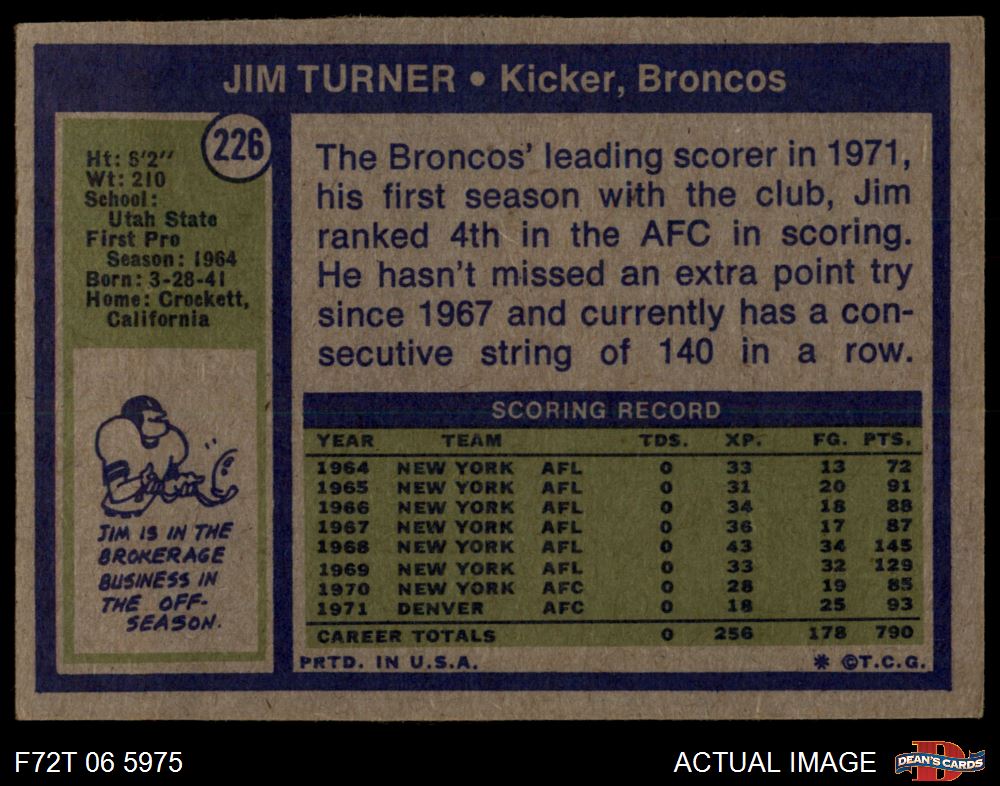 JIM TURNER • Kicker, Broncos
226
Ht: 6'2"
Wt: 210
School:
Utah State
First Pro
Season: 1964
Born: 3-28-41
Home: Crockett,
California
JIM IS IN THE
BROKERAGE
BUSINESS IN
THE OFF-
SEASON.
The Broncos' leading scorer in 1971,
his first season with the club, Jim
ranked 4th in the AFC in scoring.
He hasn't missed an extra point try
since 1967 and currently has a con-
secutive string of 140 in a row.
SCORING RECORD
YEAR TEAM TDS. XP. FG. PTS.
1964 NEW YORK AFL 0 33 13 72
1965 NEW YORK AFL 0 31 20 91
1966 NEW YORK AFL 0 34 18 88
1967 NEW YORK AFL 0 36 17 87
1968 NEW YORK AFL 0 43 34 145
1969 NEW YORK AFL 0 33 32 129
1970 NEW YORK AFC 0 28 19 85
1971 DENVER AFC 0 18 25 93
CAREER TOTALS 0 256 178 790
PRTD. IN U.S.A. * ©T.C.G.
F72T 06 5975
ACTUAL IMAGE
DEAN'S CARDS